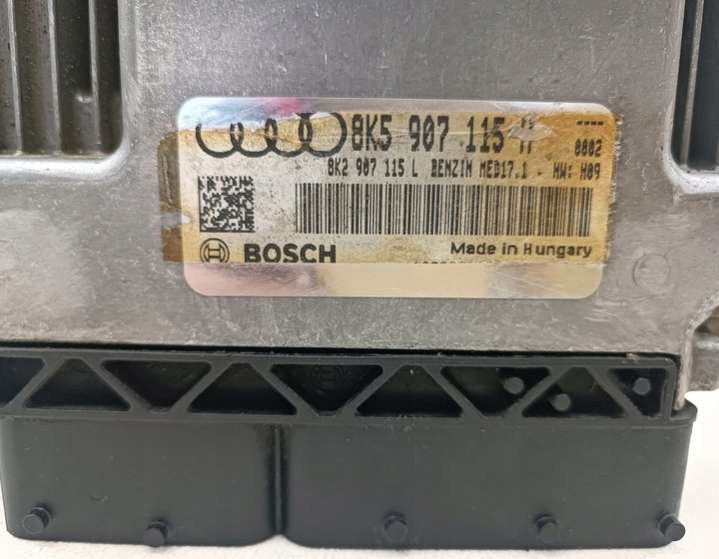 8K5 907 115 ----
0002
8K2 907 115 L BENZIN MED17.1 - HW: H09
BOSCH Made in Hungary